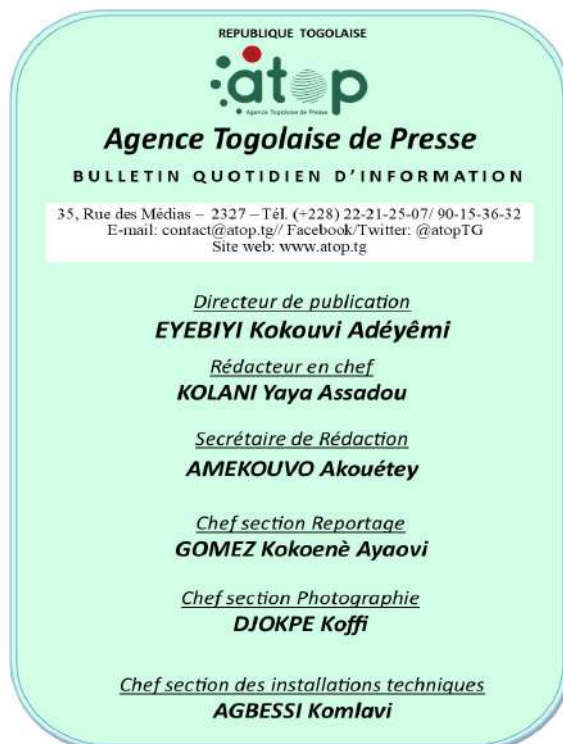 REPUBLIQUE TOGOLAISE
atop
Agence Togolaise de Presse
Agence Togolaise de Presse
BULLETIN QUOTIDIEN D'INFORMATION
35, Rue des Médias – 2327 – Tél. (+228) 22-21-25-07/ 90-15-36-32
E-mail: contact@atop.tg// Facebook/Twitter: @atopTG
Site web: www.atop.tg
Directeur de publication
EYEBIYI Kokouvi Adéyêmi
Rédacteur en chef
KOLANI Yaya Assadou
Secrétaire de Rédaction
AMEKOUVO Akouétey
Chef section Reportage
GOMEZ Kokoenè Ayaovi
Chef section Photographie
DJOKPE Koffi
Chef section des installations techniques
AGBESSI Komlavi